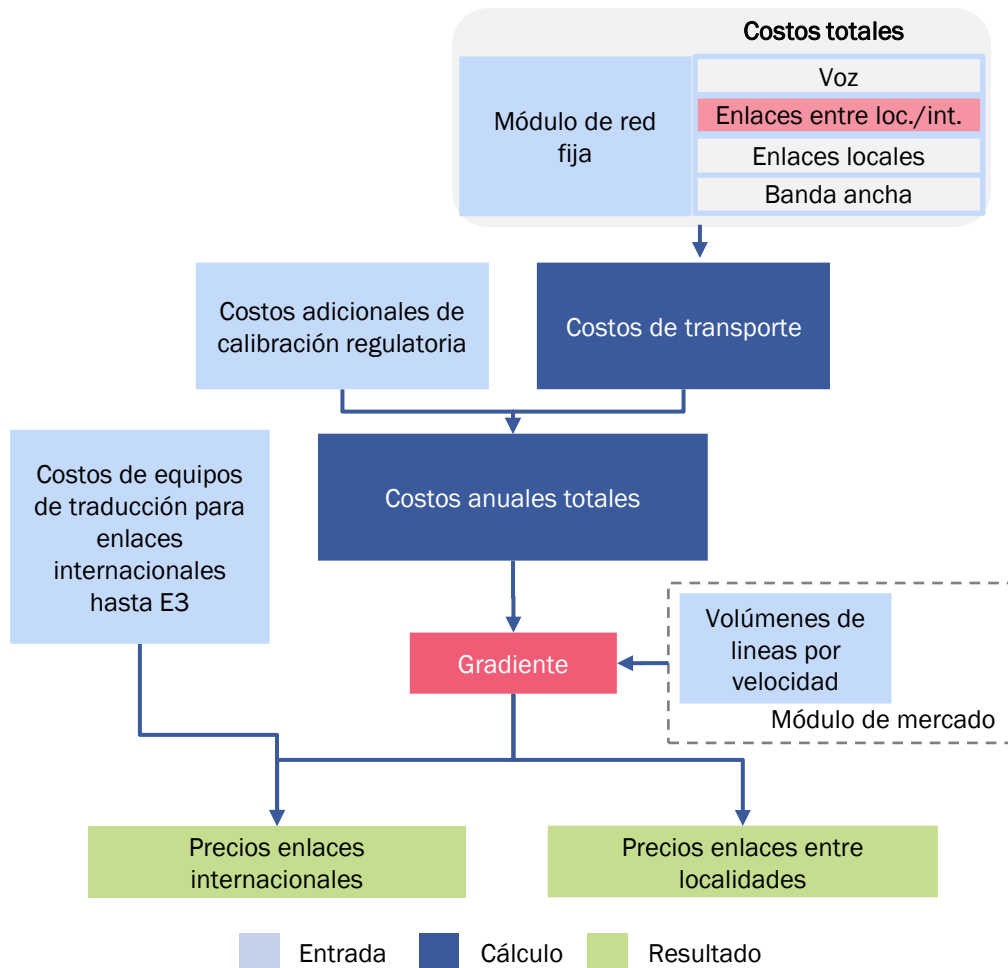 Costos totales
Módulo de red
fija
Voz
Enlaces entre loc./int.
Enlaces locales
Banda ancha
Costos adicionales de
calibración regulatoria
Costos de transporte
Costos de equipos
de traducción para
enlaces
internacionales
hasta E3
Costos anuales totales
Gradiente
Volúmenes de
lineas por
velocidad
Módulo de mercado
Precios enlaces
internacionales
Precios enlaces entre
localidades
Entrada
Cálculo
Resultado